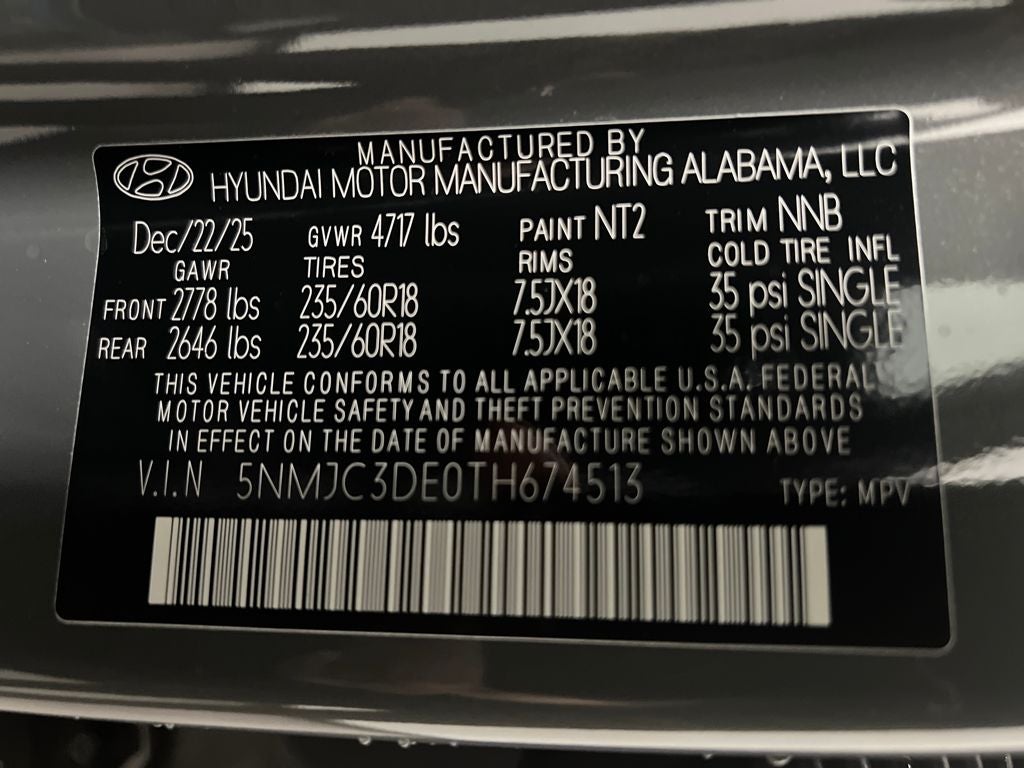 MANUFACTURED BY
HYUNDAI MOTOR MANUFACTURING ALABAMA, LLC
Dec/22/25 GVWR 4717 lbs PAINT NT2 TRIM NNB
GAWR TIRES RIMS COLD TIRE INFL
FRONT 2778 lbs 235/60R18 7.5JX18 35 psi SINGLE
REAR 2646 lbs 235/60R18 7.5JX18 35 psi SINGLE
THIS VEHICLE CONFORMS TO ALL APPLICABLE U.S.A. FEDERAL
MOTOR VEHICLE SAFETY AND THEFT PREVENTION STANDARDS
IN EFFECT ON THE DATE OF MANUFACTURE SHOWN ABOVE
V.I.N 5NMJC3DE0TH674513 TYPE: MPV